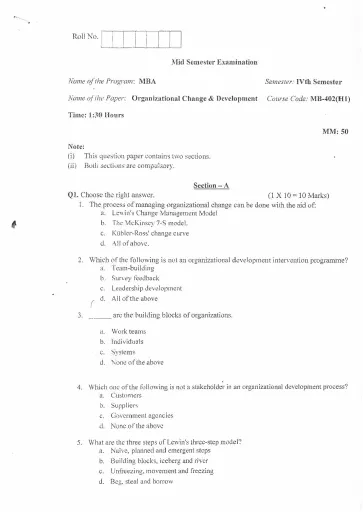 Roll No.
Mid Semester Examination
Name of the Program: MBA Semester: IVth Semester
Name of the Paper: Organizational Change & Development Course Code: MB-402(H1)
Time: 1:30 Hours
MM: 50
Note:
(i) This question paper contains two sections.
(ii) Both sections are compulsory.
Section – A
Q1. Choose the right answer. (1 X 10 = 10 Marks)
1. The process of managing organizational change can be done with the aid of:
a. Lewin's Change Management Model
b. The McKinsey 7-S model.
c. Kübler-Ross' change curve
d. All of above.
2. Which of the following is not an organizational development intervention programme?
a. Team-building
b. Survey feedback
c. Leadership development
d. All of the above
3. ______ are the building blocks of organizations.
a. Work teams
b. Individuals
c. Systems
d. None of the above
4. Which one of the following is not a stakeholder in an organizational development process?
a. Customers
b. Suppliers
c. Government agencies
d. None of the above
5. What are the three steps of Lewin's three-step model?
a. Naïve, planned and emergent stops
b. Building blocks, iceberg and river
c. Unfreezing, movement and freezing
d. Beg, steal and borrow